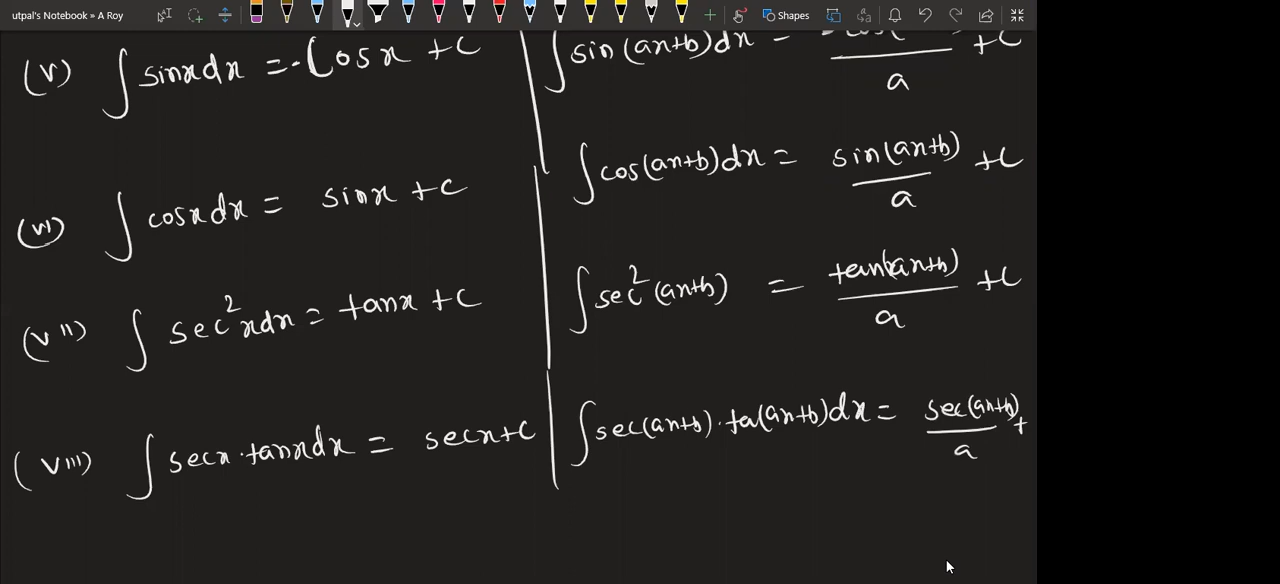 utpal's Notebook » A Roy Shapes
(v) ∫ sinx dx = -Cos x + c ∫ sin(ax+b)dx = +c
a
(vi) ∫ cosx dx = sinx + c ∫ cos(ax+b)dx = sin(ax+b)/a + c
(vii) ∫ sec²x dx = tanx + c ∫ sec²(ax+b) = tan(ax+b)/a + c
(viii) ∫ secx·tanx dx = secx + c ∫ sec(ax+b)·ta(ax+b)dx = sec(ax+b)/a +